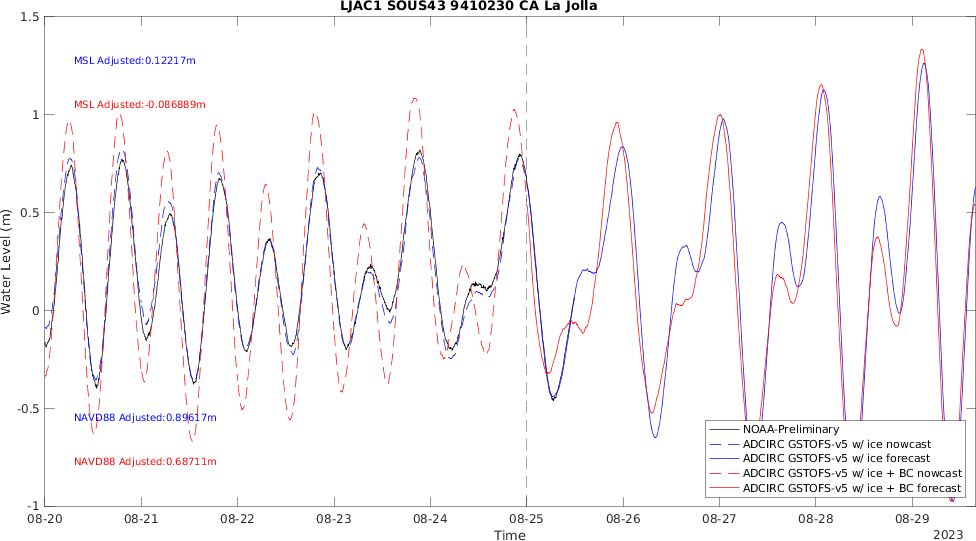 LJAC1 SOUS43 9410230 CA La Jolla
1.5
MSL Adjusted:0.12217m
MSL Adjusted:-0.086889m
1
0.5
Water Level (m)
0
-0.5
NAVD88 Adjusted:0.89617m
NAVD88 Adjusted:0.68711m
NOAA-Preliminary
ADCIRC GSTOFS-v5 w/ ice nowcast
ADCIRC GSTOFS-v5 w/ ice forecast
ADCIRC GSTOFS-v5 w/ ice + BC nowcast
ADCIRC GSTOFS-v5 w/ ice + BC forecast
-1
08-20 08-21 08-22 08-23 08-24 08-25 08-26 08-27 08-28 08-29
Time
2023